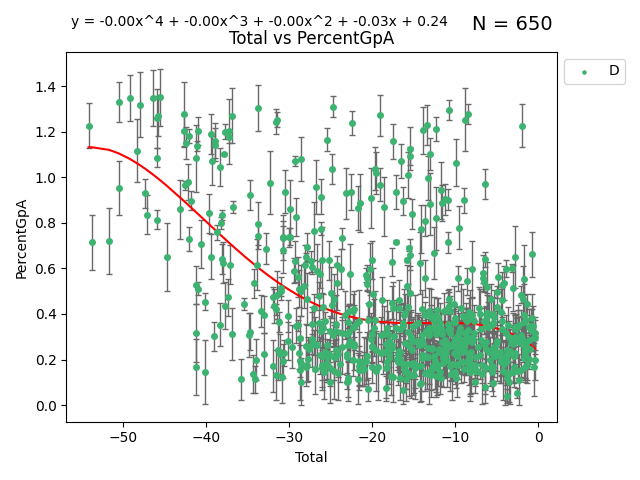 y = -0.00x^4 + -0.00x^3 + -0.00x^2 + -0.03x + 0.24
N = 650
Total vs PercentGpA
D
PercentGpA
1.4
1.2
1.0
0.8
0.6
0.4
0.2
0.0
−50
−40
−30
−20
−10
0
Total